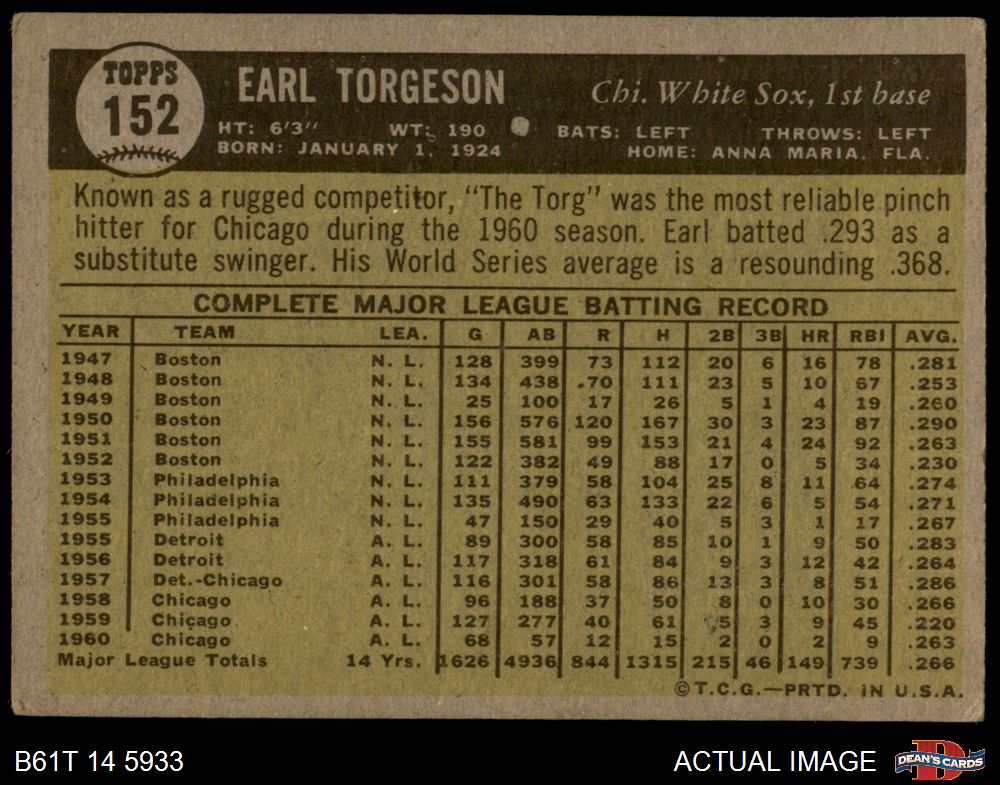 TOPPS
152
EARL TORGESON Chi. White Sox, 1st base
HT: 6'3" WT: 190 BATS: LEFT THROWS: LEFT
BORN: JANUARY 1, 1924 HOME: ANNA MARIA, FLA.
Known as a rugged competitor, "The Torg" was the most reliable pinch
hitter for Chicago during the 1960 season. Earl batted .293 as a
substitute swinger. His World Series average is a resounding .368.
COMPLETE MAJOR LEAGUE BATTING RECORD
YEAR TEAM LEA. G AB R H 2B 3B HR RBI AVG.
1947 Boston N. L. 128 399 73 112 20 6 16 78 .281
1948 Boston N. L. 134 438 .70 111 23 5 10 67 .253
1949 Boston N. L. 25 100 17 26 5 1 4 19 .260
1950 Boston N. L. 156 576 120 167 30 3 23 87 .290
1951 Boston N. L. 155 581 99 153 21 4 24 92 .263
1952 Boston N. L. 122 382 49 88 17 0 5 34 .230
1953 Philadelphia N. L. 111 379 58 104 25 8 11 64 .274
1954 Philadelphia N. L. 135 490 63 133 22 6 5 54 .271
1955 Philadelphia N. L. 47 150 29 40 5 3 1 17 .267
1955 Detroit A. L. 89 300 58 85 10 1 9 50 .283
1956 Detroit A. L. 117 318 61 84 9 3 12 42 .264
1957 Det.-Chicago A. L. 116 301 58 86 13 3 8 51 .286
1958 Chicago A. L. 96 188 37 50 8 0 10 30 .266
1959 Chicago A. L. 127 277 40 61 5 3 9 45 .220
1960 Chicago A. L. 68 57 12 15 2 0 2 9 .263
Major League Totals 14 Yrs. 1626 4936 844 1315 215 46 149 739 .266
©T.C.G.—PRTD. IN U.S.A.
B61T 14 5933 ACTUAL IMAGE DEAN'S CARDS